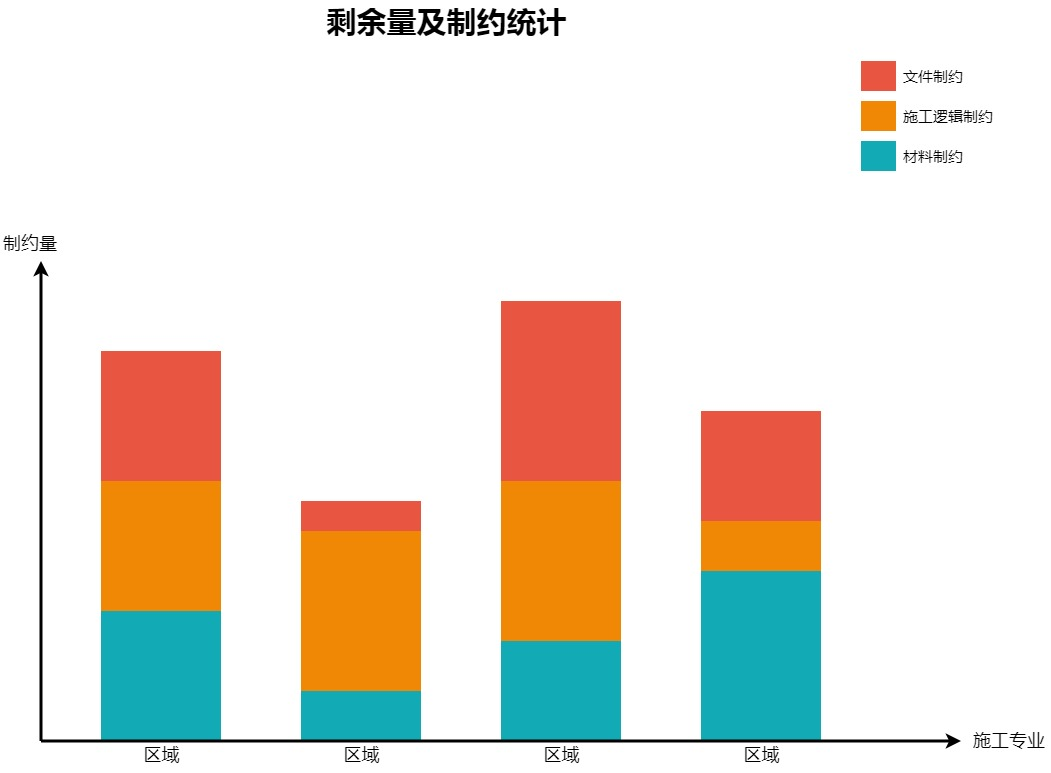 剩余量及制约统计
文件制约
施工逻辑制约
材料制约
制约量
区域
区域
区域
区域
施工专业